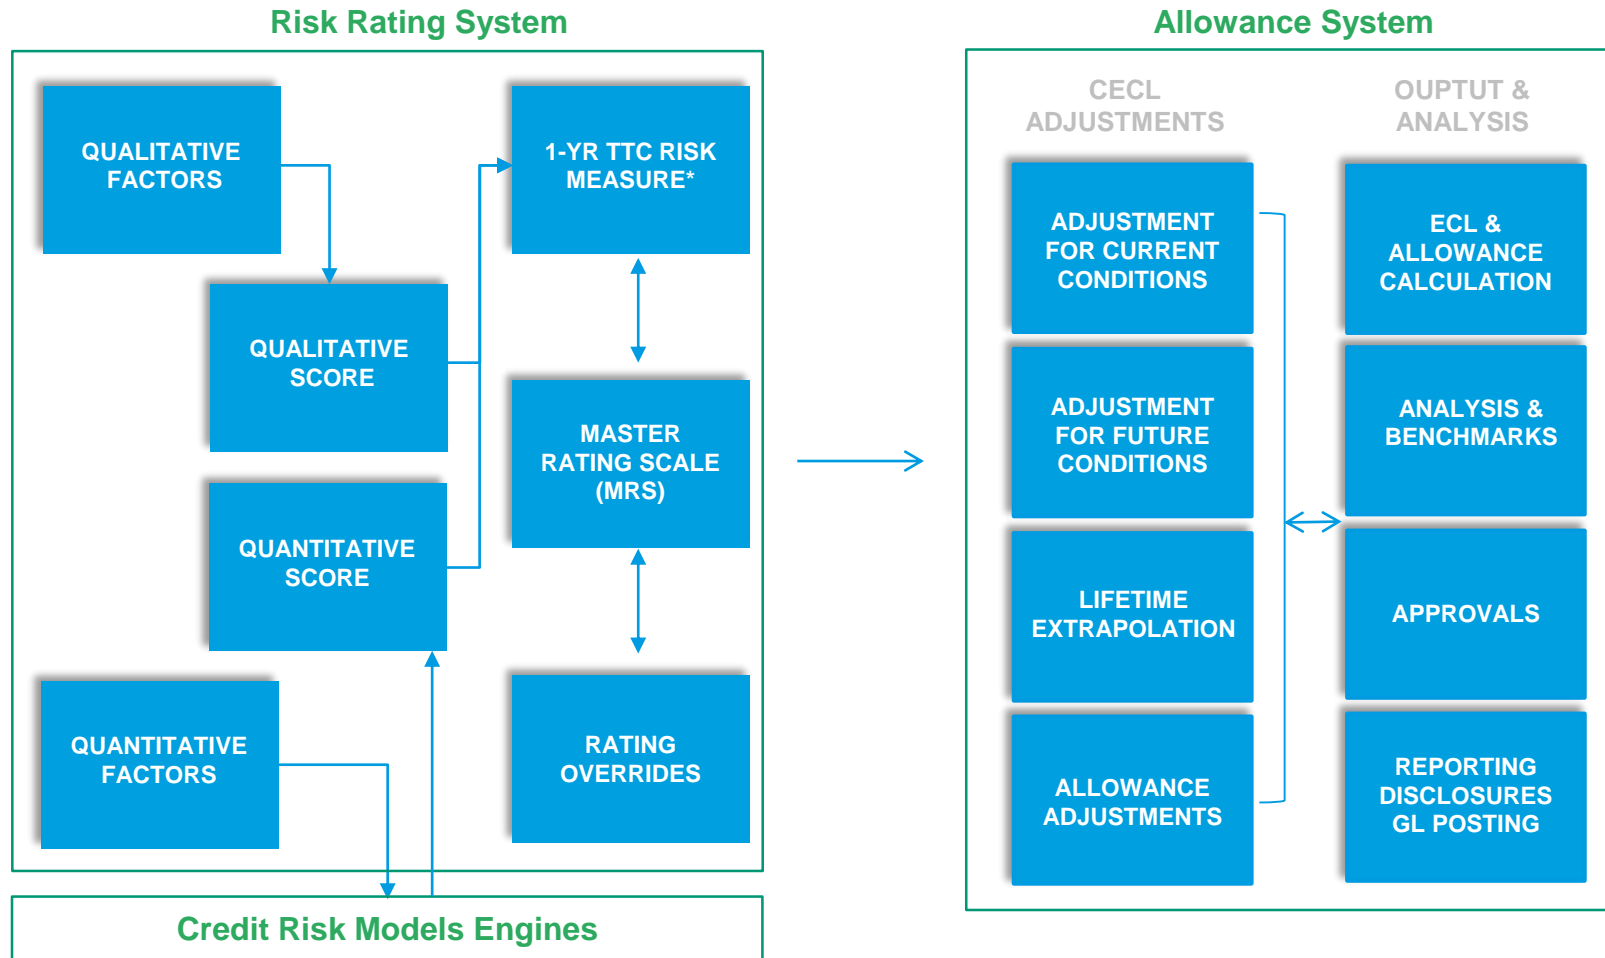 Risk Rating System
QUALITATIVE
FACTORS
1-YR TTC RISK
MEASURE*
QUALITATIVE
SCORE
MASTER
RATING SCALE
(MRS)
QUANTITATIVE
SCORE
QUANTITATIVE
FACTORS
RATING
OVERRIDES
Credit Risk Models Engines
Allowance System
CECL
ADJUSTMENTS
ADJUSTMENT
FOR CURRENT
CONDITIONS
ADJUSTMENT
FOR FUTURE
CONDITIONS
LIFETIME
EXTRAPOLATION
ALLOWANCE
ADJUSTMENTS
OUPTUT &
ANALYSIS
ECL &
ALLOWANCE
CALCULATION
ANALYSIS &
BENCHMARKS
APPROVALS
REPORTING
DISCLOSURES
GL POSTING